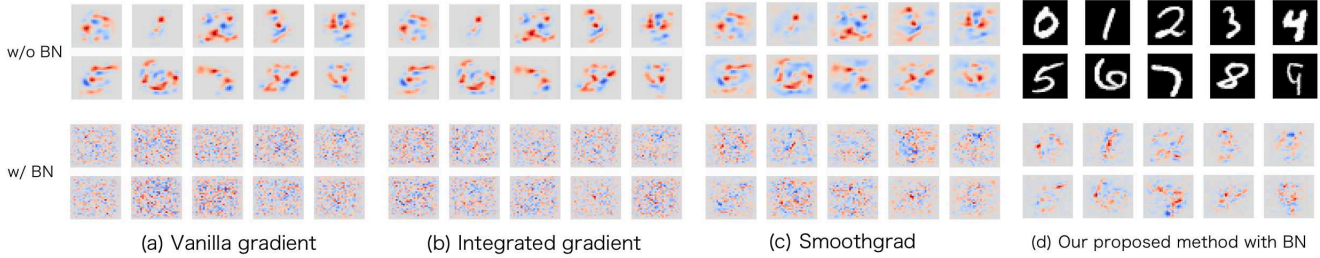 w/o BN
0 1 2 3 4
5 6 7 8 9
w/ BN
(a) Vanilla gradient
(b) Integrated gradient
(c) Smoothgrad
(d) Our proposed method with BN